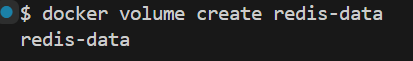 $ docker volume create redis-data
redis-data